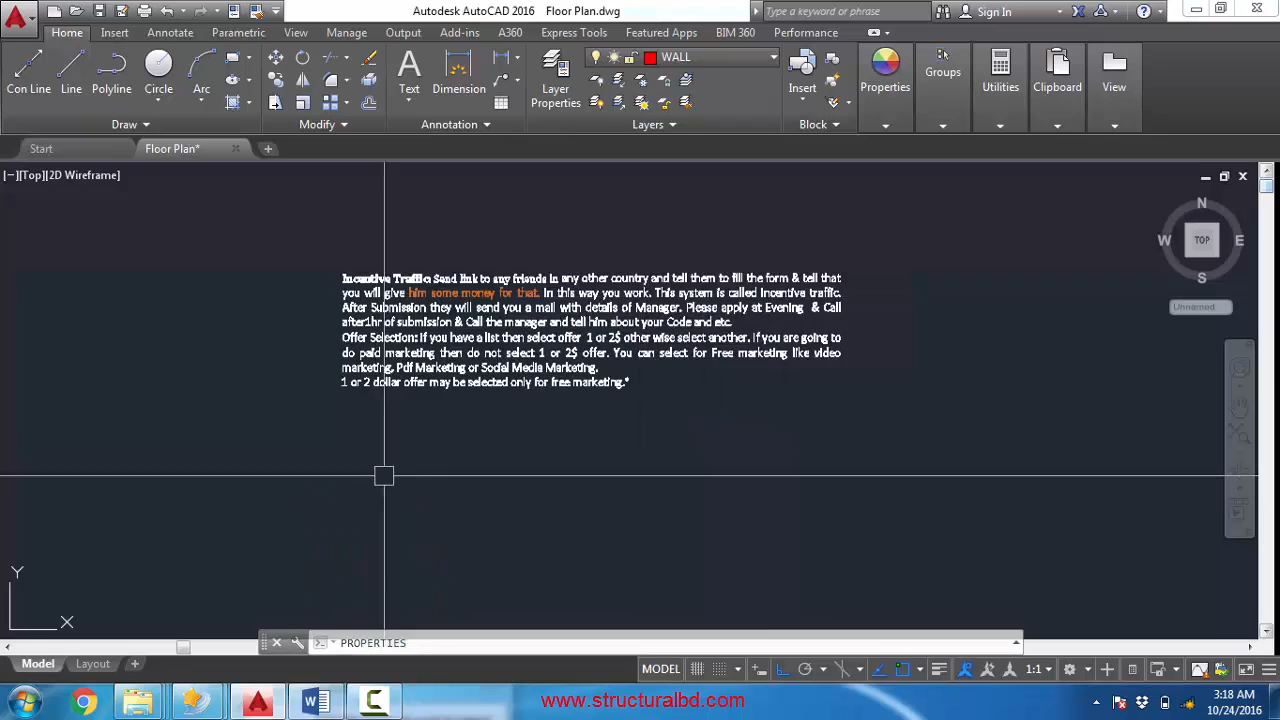 Autodesk AutoCAD 2016 Floor Plan.dwg
Type a keyword or phrase
Sign In
Home Insert Annotate Parametric View Manage Output Add-ins A360 Express Tools Featured Apps BIM 360 Performance
WALL
Con Line Line Polyline Circle Arc
Text Dimension
Layer Properties
Insert
Properties Groups Utilities Clipboard View
Draw Modify Annotation Layers Block
Start Floor Plan*
[−][Top][2D Wireframe]
N
W TOP E
S
Unnamed
Incentive Traffic: Send link to any friends in any other country and tell them to fill the form & tell that
you will give him some money for that. In this way you work. This system is called Incentive traffic.
After Submission they will send you a mail with details of Manager. Please apply at Evening & Call
after1hr of submission & Call the manager and tell him about your Code and etc.
Offer Selection: If you have a list then select offer 1 or 2$ other wise select another. If you are going to
do paid marketing then do not select 1 or 2$ offer. You can select for Free marketing like video
marketing, Pdf Marketing or Social Media Marketing.
1 or 2 dollar offer may be selected only for free marketing.*
Y
X
PROPERTIES
Model Layout
MODEL 1:1
www.structuralbd.com
3:18 AM
10/24/2016